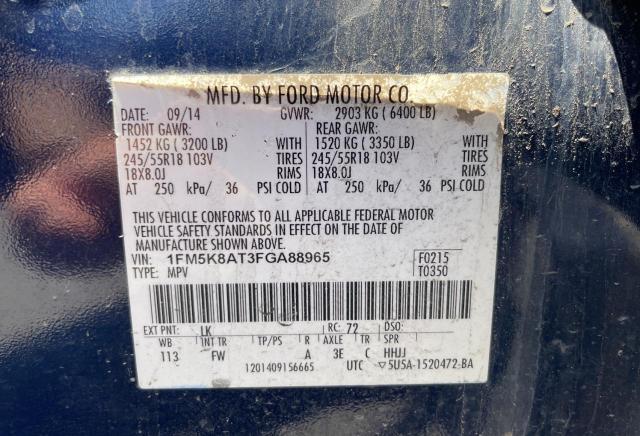 MFD. BY FORD MOTOR CO.
DATE: 09/14 GVWR: 2903 KG ( 6400 LB)
FRONT GAWR: REAR GAWR:
1452 KG ( 3200 LB) WITH 1520 KG ( 3350 LB) WITH
245/55R18 103V TIRES 245/55R18 103V TIRES
18X8.0J RIMS 18X8.0J RIMS
AT 250 kPa/ 36 PSI COLD AT 250 kPa/ 36 PSI COLD
THIS VEHICLE CONFORMS TO ALL APPLICABLE FEDERAL MOTOR
VEHICLE SAFETY STANDARDS IN EFFECT ON THE DATE OF
MANUFACTURE SHOWN ABOVE.
VIN: 1FM5K8AT3FGA88965 F0215
TYPE: MPV T0350
EXT PNT: LK RC: 72 DSO:
WB INT TR TP/PS R AXLE TR SPR
113 FW A 3E C HHJJ
1201409156665 UTC ▽5U5A-1520472-BA